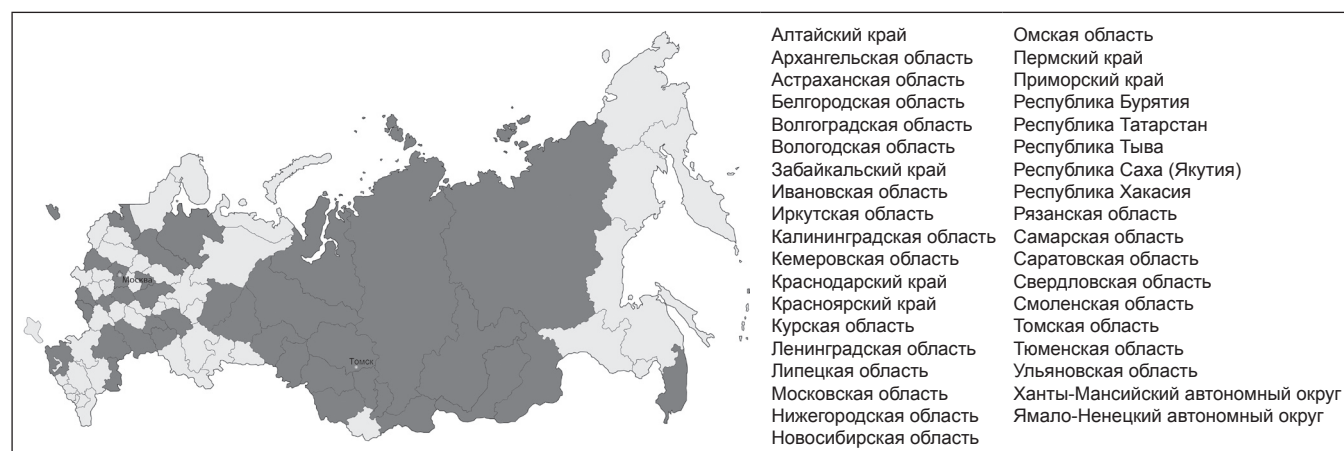 Москва
Томск
Алтайский край
Архангельская область
Астраханская область
Белгородская область
Волгоградская область
Вологодская область
Забайкальский край
Ивановская область
Иркутская область
Калининградская область
Кемеровская область
Краснодарский край
Красноярский край
Курская область
Ленинградская область
Липецкая область
Московская область
Нижегородская область
Новосибирская область
Омская область
Пермский край
Приморский край
Республика Бурятия
Республика Татарстан
Республика Тыва
Республика Саха (Якутия)
Республика Хакасия
Рязанская область
Самарская область
Саратовская область
Свердловская область
Смоленская область
Томская область
Тюменская область
Ульяновская область
Ханты-Мансийский автономный округ
Ямало-Ненецкий автономный округ